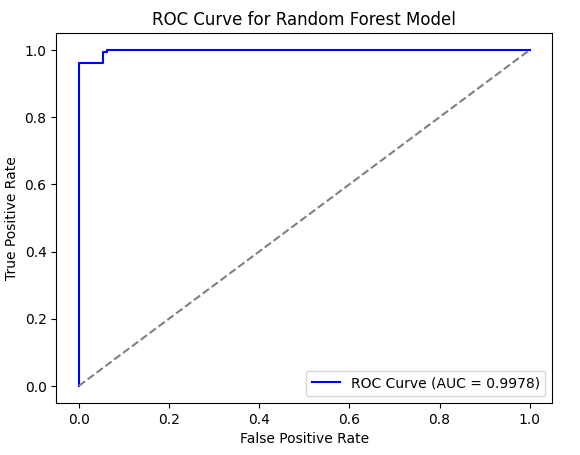 ROC Curve for Random Forest Model
True Positive Rate
1.0
0.8
0.6
0.4
0.2
0.0
ROC Curve (AUC = 0.9978)
0.0 0.2 0.4 0.6 0.8 1.0
False Positive Rate